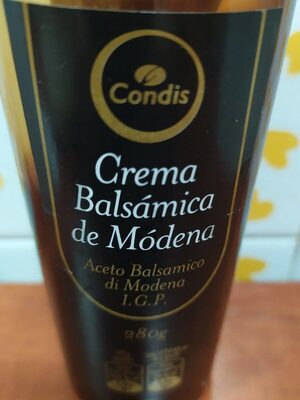 Condis
Crema
Balsámica
de Módena
Aceto Balsamico
di Modena
I.G.P.
280g